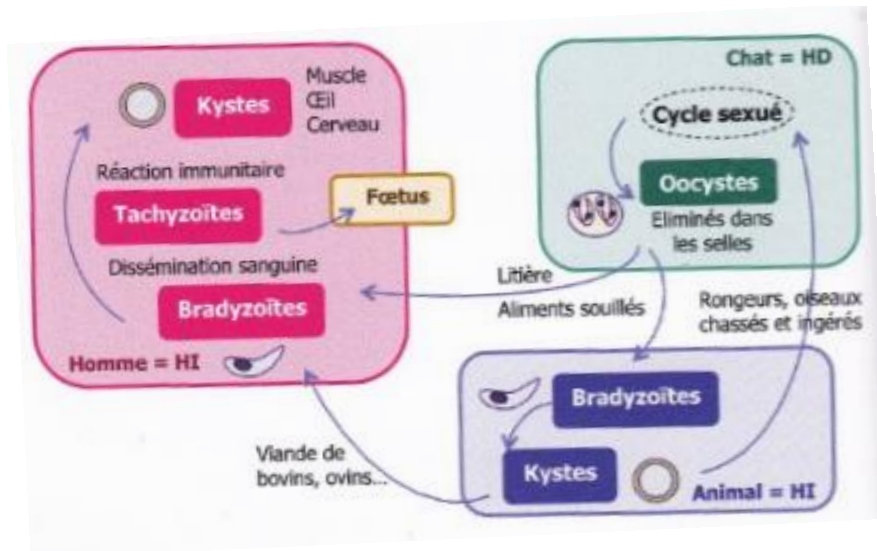 Chat = HD
Cycle sexué
Oocystes
Eliminés dans
les selles
Kystes
Muscle
Œil
Cerveau
Réaction immunitaire
Tachyzoïtes
Fœtus
Dissémination sanguine
Bradyzoïtes
Homme = HI
Litière
Aliments souillés
Rongeurs, oiseaux
chassés et ingérés
Viande de
bovins, ovins...
Bradyzoïtes
Kystes
Animal = HI